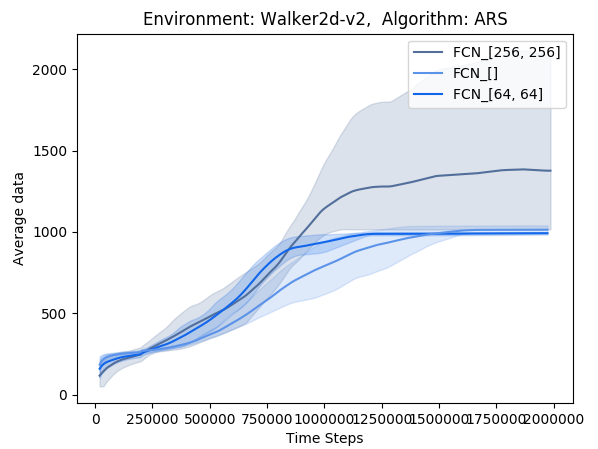 Environment: Walker2d-v2,  Algorithm: ARS
FCN_[256, 256]
FCN_[]
FCN_[64, 64]
Average data
2000
1500
1000
500
0
0 250000 500000 750000 1000000 1250000 1500000 1750000 2000000
Time Steps